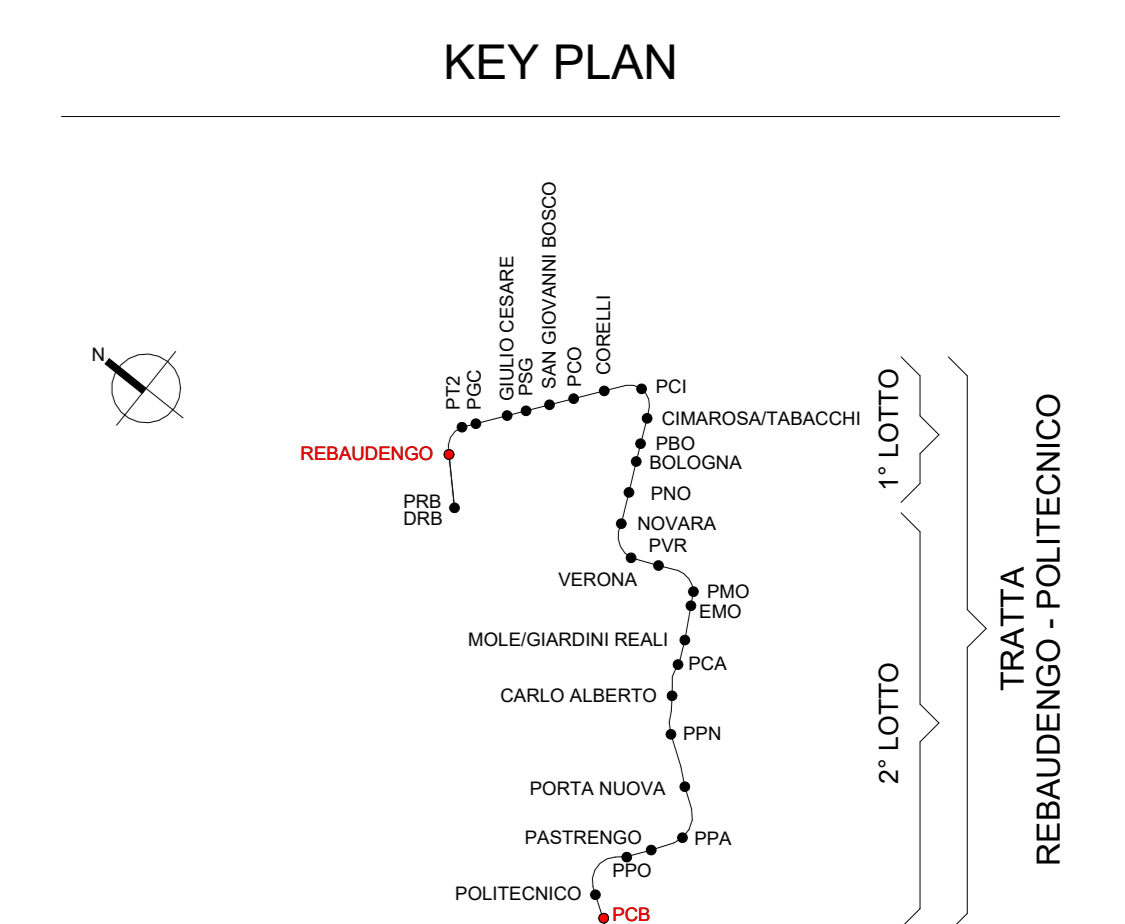 KEY PLAN
N
PT2
PGC
GIULIO CESARE
PSG
SAN GIOVANNI BOSCO
PCO
CORELLI
PCI
CIMAROSA/TABACCHI
REBAUDENGO
PBO
BOLOGNA
PRB
DRB
PNO
NOVARA
PVR
VERONA
PMO
EMO
MOLE/GIARDINI REALI
PCA
CARLO ALBERTO
PPN
PORTA NUOVA
PASTRENGO
PPA
PPO
POLITECNICO
PCB
1° LOTTO
2° LOTTO
TRATTA
REBAUDENGO - POLITECNICO